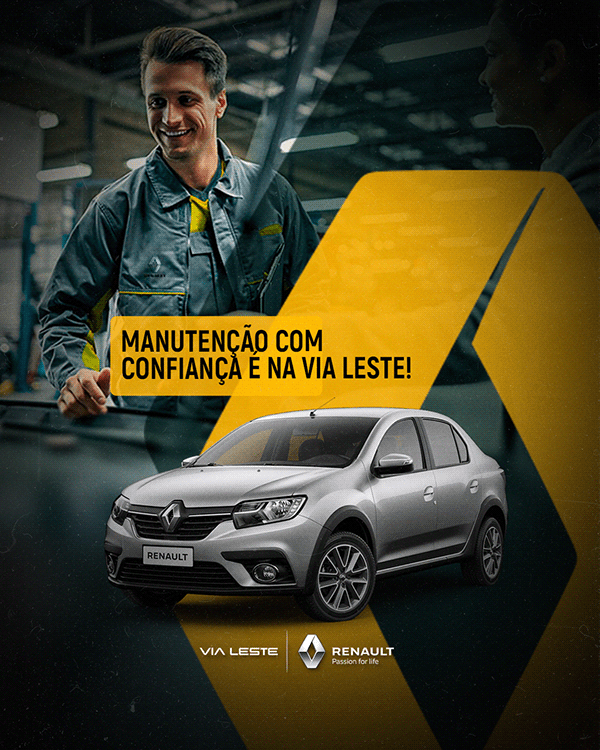 MANUTENÇÃO COM
CONFIANÇA É NA VIA LESTE!
RENAULT
VIA LESTE
RENAULT
Passion for life